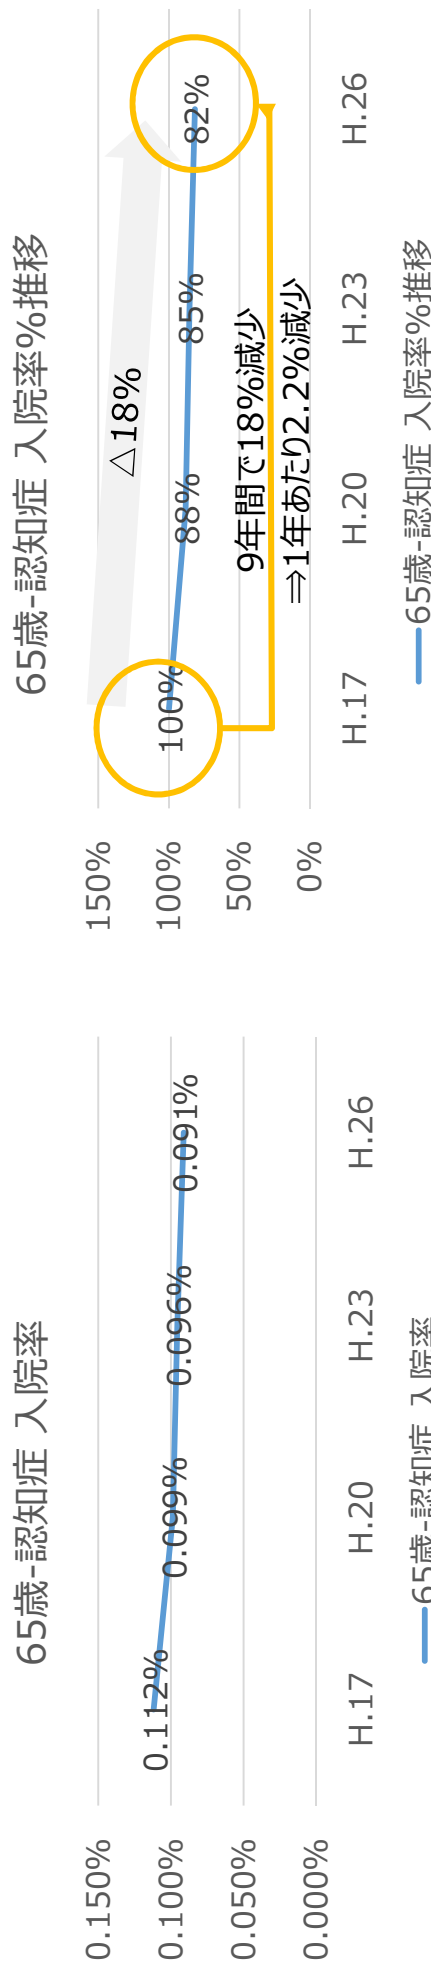 65歳-認知症 入院率
0.150%
0.100%
0.050%
0.000%
0.112%
0.099%
0.096%
0.091%
H.17
H.20
H.23
H.26
65歳-認知症 入院率
65歳-認知症 入院率%推移
150%
100%
50%
0%
△18%
100%
88%
85%
82%
9年間で18%減少
⇒1年あたり2.2%減少
H.17
H.20
H.23
H.26
65歳-認知症 入院率%推移